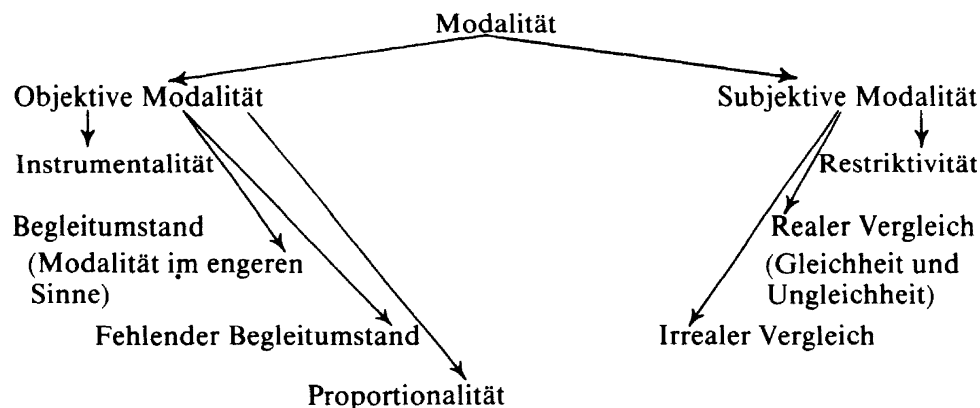 Modalität
Objektive Modalität
Subjektive Modalität
Instrumentalität
Restriktivität
Begleitumstand
(Modalität im engeren
Sinne)
Realer Vergleich
(Gleichheit und
Ungleichheit)
Fehlender Begleitumstand
Irrealer Vergleich
Proportionalität